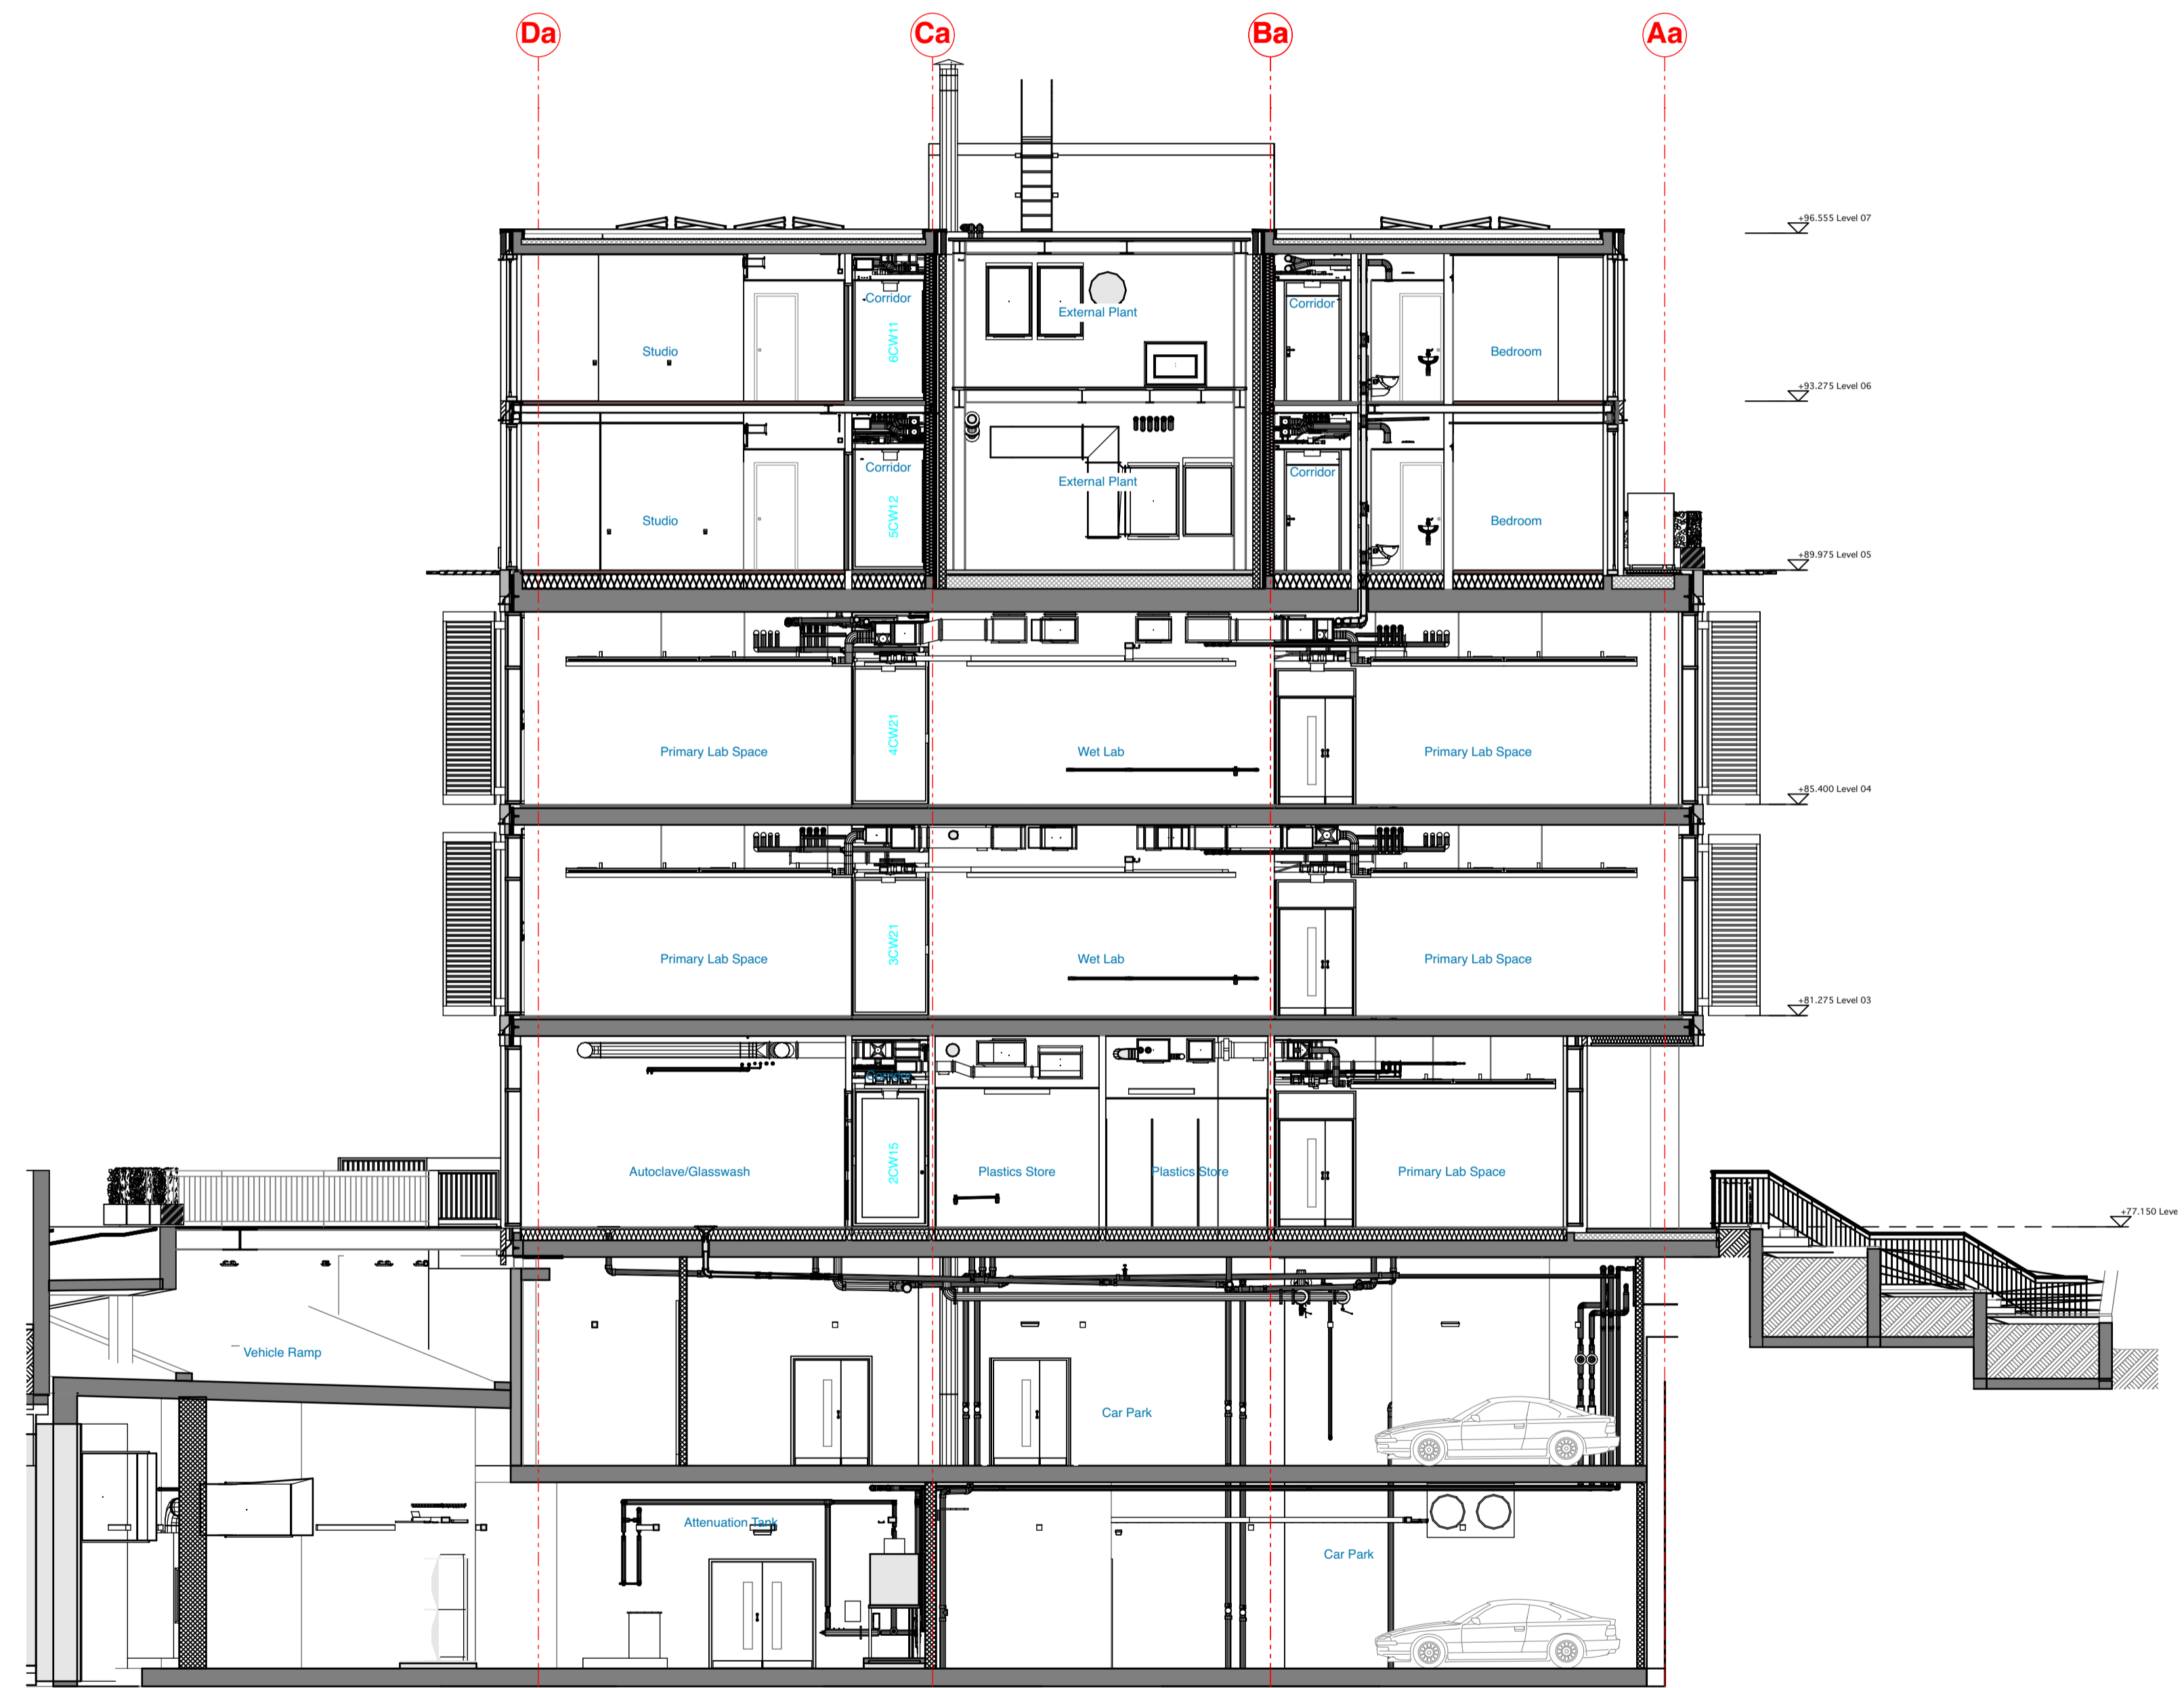 Da
Ca
Ba
Aa
+96.555 Level 07
Corridor
6CW11
External Plant
Corridor
Studio
Bedroom
+93.275 Level 06
Corridor
5CW12
External Plant
Corridor
Studio
Bedroom
+89.975 Level 05
4CW21
Primary Lab Space
Wet Lab
Primary Lab Space
+85.400 Level 04
3CW21
Primary Lab Space
Wet Lab
Primary Lab Space
+81.275 Level 03
Corridor
2CW15
Autoclave/Glasswash
Plastics Store
Plastics Store
Primary Lab Space
+77.150 Leve
Vehicle Ramp
Car Park
Attenuation Tank
Car Park